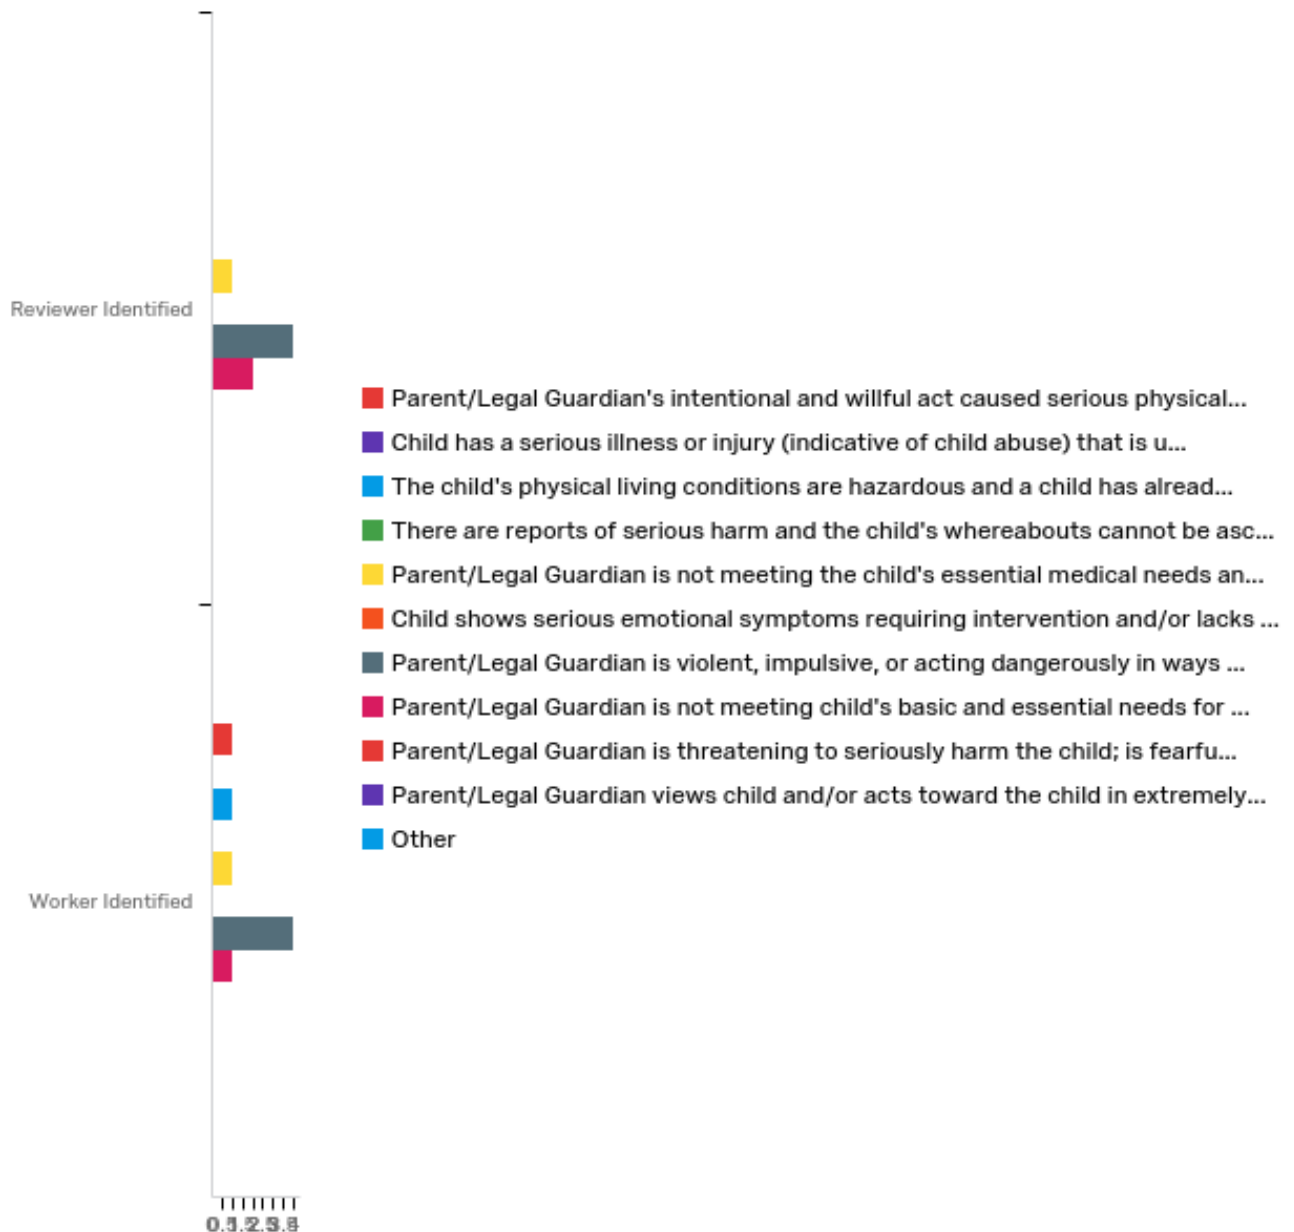 Reviewer Identified
Parent/Legal Guardian's intentional and willful act caused serious physical...
Child has a serious illness or injury (indicative of child abuse) that is u...
The child's physical living conditions are hazardous and a child has alread...
There are reports of serious harm and the child's whereabouts cannot be asc...
Parent/Legal Guardian is not meeting the child's essential medical needs an...
Child shows serious emotional symptoms requiring intervention and/or lacks ...
Parent/Legal Guardian is violent, impulsive, or acting dangerously in ways ...
Parent/Legal Guardian is not meeting child's basic and essential needs for ...
Parent/Legal Guardian is threatening to seriously harm the child; is fearfu...
Parent/Legal Guardian views child and/or acts toward the child in extremely...
Other
Worker Identified